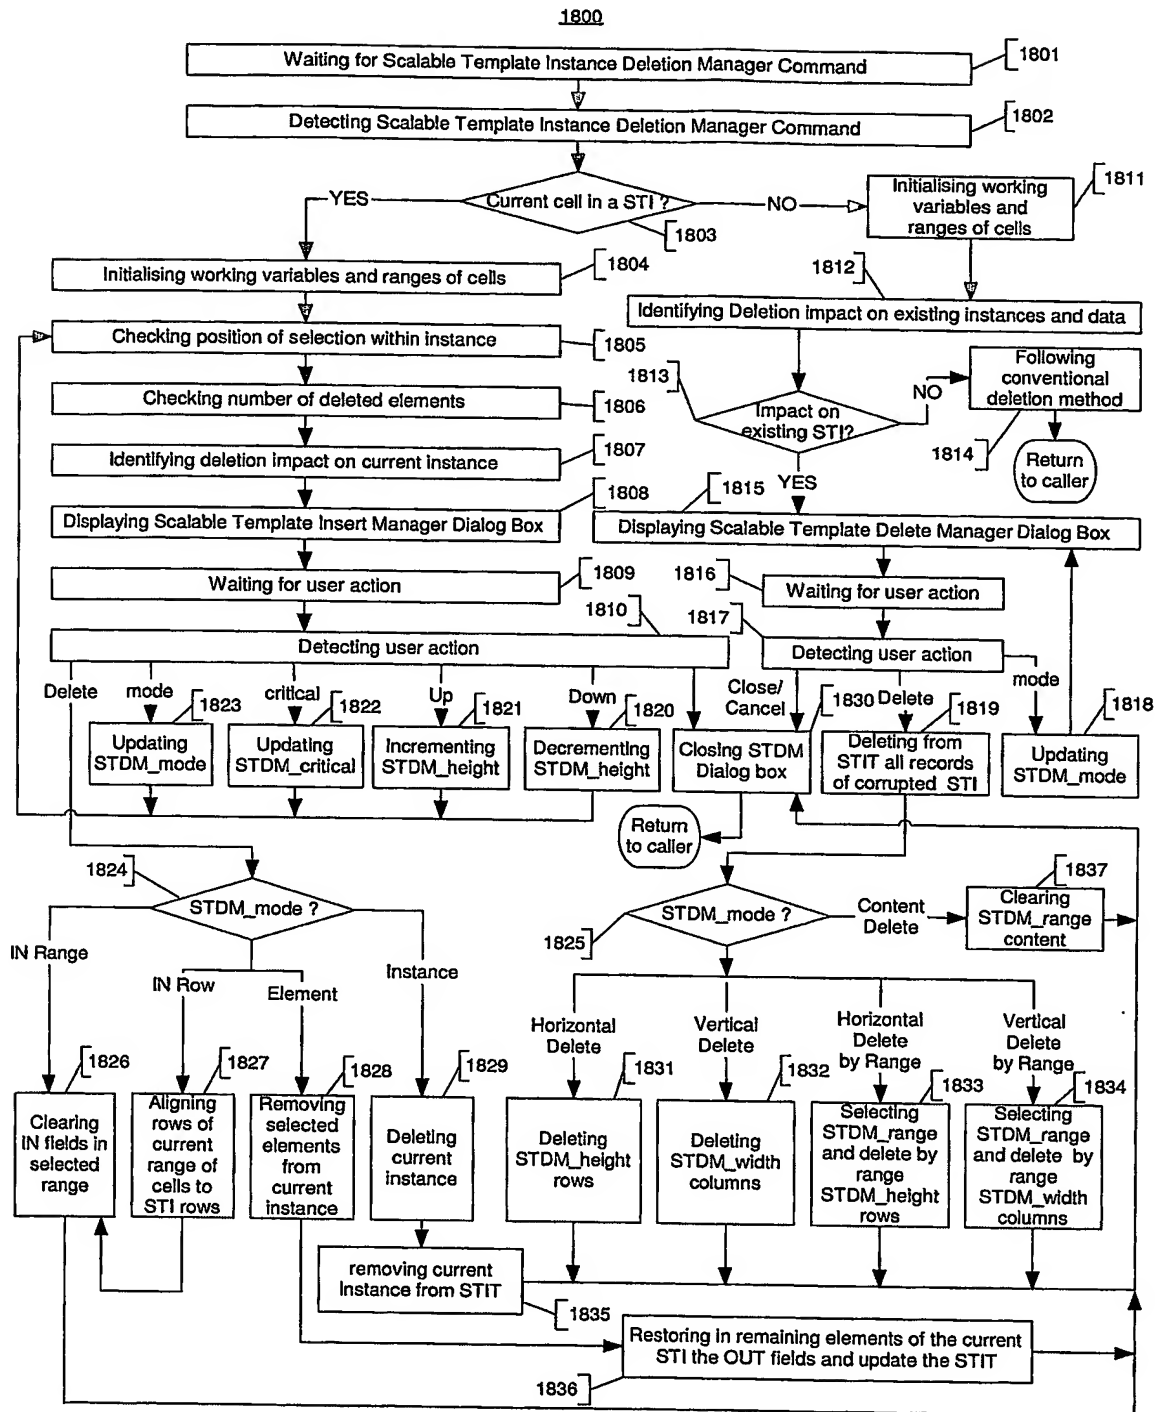 1800
Waiting for Scalable Template Instance Deletion Manager Command
1801
Detecting Scalable Template Instance Deletion Manager Command
1802
Current cell in a STI ?
YES
NO
1803
Initialising working
variables and
ranges of cells
1811
Initialising working variables and ranges of cells
1804
1812
Identifying Deletion impact on existing instances and data
Checking position of selection within instance
1805
1813
Impact on
existing STI?
NO
YES
Following
conventional
deletion method
1814
Return
to caller
Checking number of deleted elements
1806
Identifying deletion impact on current instance
1807
1808
Displaying Scalable Template Insert Manager Dialog Box
1815
Displaying Scalable Template Delete Manager Dialog Box
Waiting for user action
1809
1816
Waiting for user action
1810
Detecting user action
1817
Detecting user action
Delete
mode
critical
Up
Down
Close/
Cancel
Delete
mode
1823
Updating
STDM_mode
1822
Updating
STDM_critical
1821
Incrementing
STDM_height
1820
Decrementing
STDM_height
1830
Closing STDM
Dialog box
1819
Deleting from
STIT all records
of corrupted STI
1818
Updating
STDM_mode
Return
to caller
1824
STDM_mode ?
IN Range
IN Row
Element
Instance
1825
STDM_mode ?
Content
Delete
1837
Clearing
STDM_range
content
Horizontal
Delete
Vertical
Delete
Horizontal
Delete
by Range
Vertical
Delete
by Range
1826
Clearing
IN fields in
selected
range
1827
Aligning
rows of
current
range of
cells to
STI rows
1828
Removing
selected
elements
from
current
instance
1829
Deleting
current
instance
1831
Deleting
STDM_height
rows
1832
Deleting
STDM_width
columns
1833
Selecting
STDM_range
and delete by
range
STDM_height
rows
1834
Selecting
STDM_range
and delete by
range
STDM_width
columns
removing current
Instance from STIT
1835
Restoring in remaining elements of the current
STI the OUT fields and update the STIT
1836